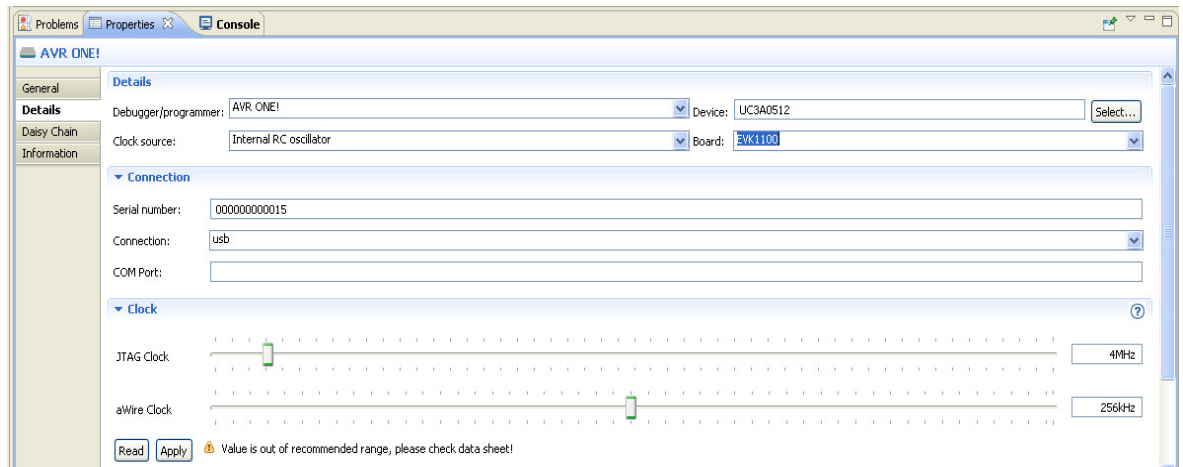 Problems Properties Console
AVR ONE!
General
Details
Daisy Chain
Information
Details
Debugger/programmer: AVR ONE! Device: UC3A0512 Select...
Clock source: Internal RC oscillator Board: EVK1100
Connection
Serial number: 000000000015
Connection: usb
COM Port:
Clock
JTAG Clock 4MHz
aWire Clock 256kHz
Read Apply Value is out of recommended range, please check data sheet!